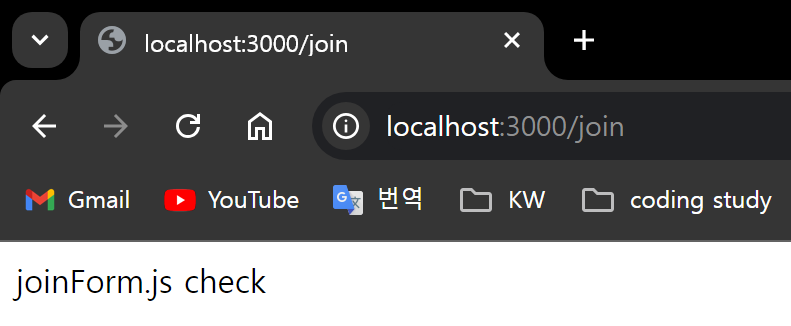 localhost:3000/join
localhost:3000/join
Gmail YouTube 번역 KW coding study
joinForm.js check